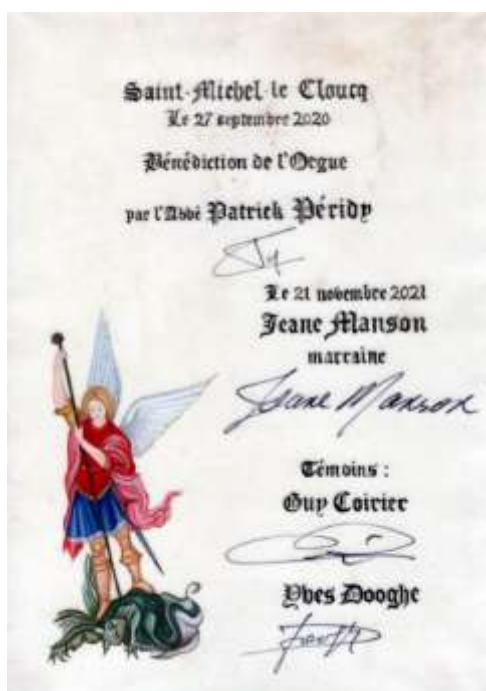 Saint-Michel le Cloucq
Le 27 septembre 2020
Bénédiction de l'Orgue
par l'Abbé Patrick Péridy
Le 21 novembre 2021
Jeane Manson
marraine
Jeane Manson
Témoins :
Guy Coirier
Yves Dooghe